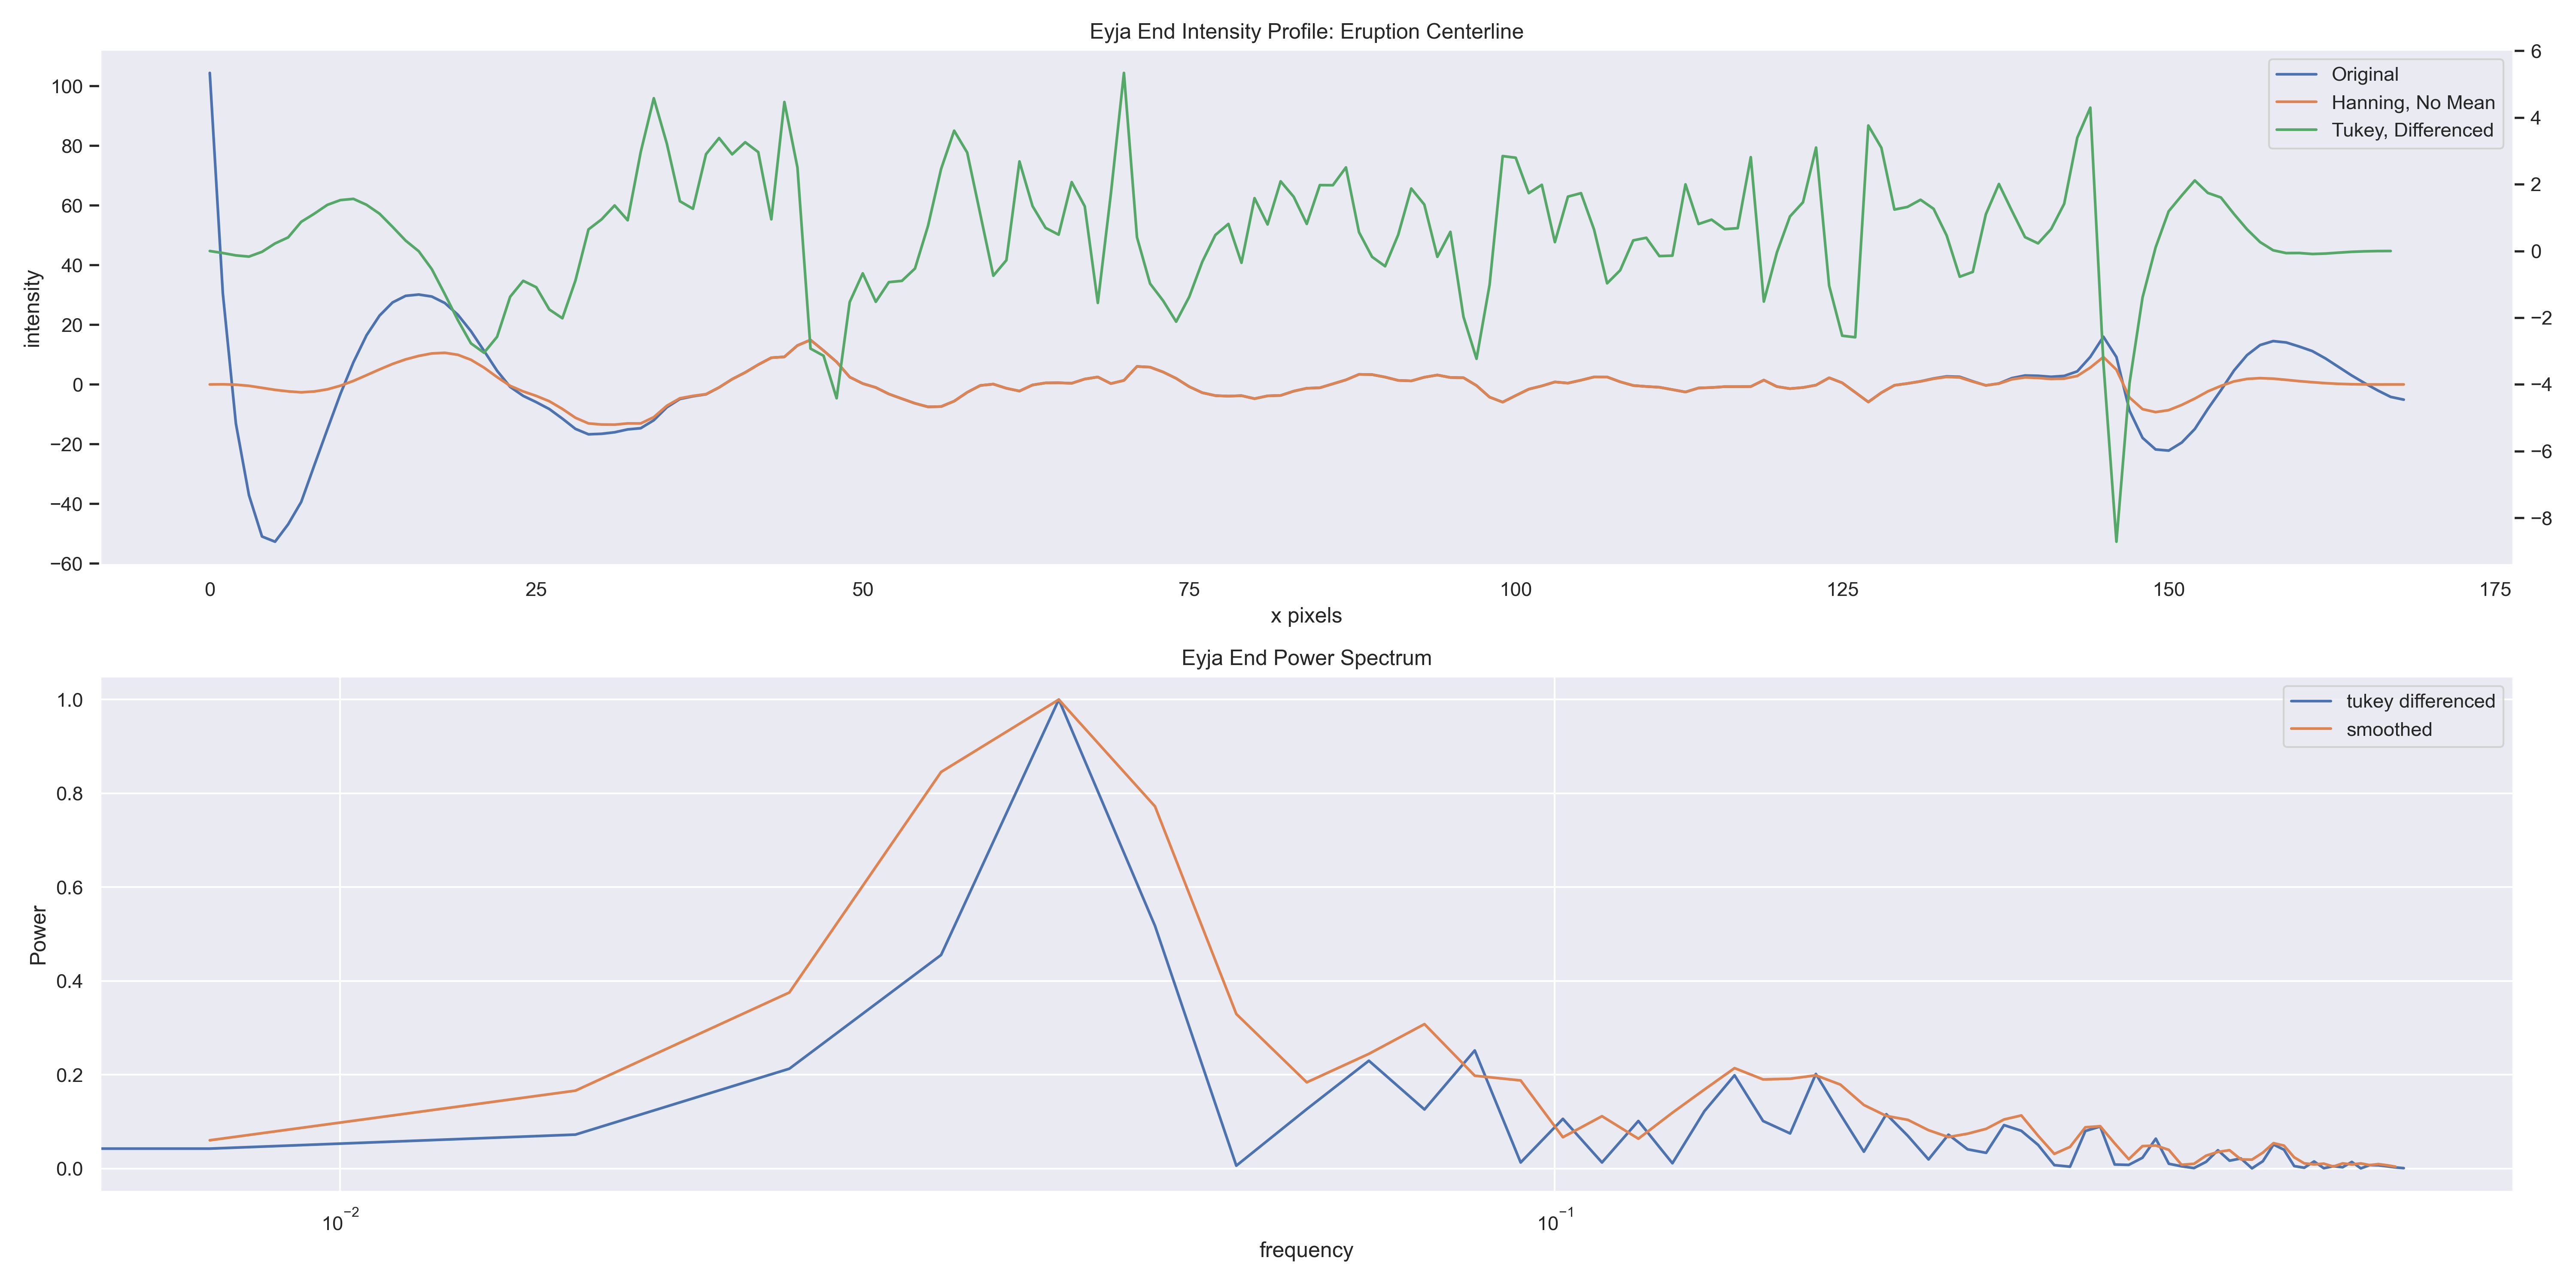 Eyja End Intensity Profile: Eruption Centerline
intensity
100
80
60
40
20
0
−20
−40
−60
6
4
2
0
−2
−4
−6
−8
Original
Hanning, No Mean
Tukey, Differenced
0 25 50 75 100 125 150 175
x pixels
Eyja End Power Spectrum
Power
1.0
0.8
0.6
0.4
0.2
0.0
tukey differenced
smoothed
10⁻² 10⁻¹
frequency